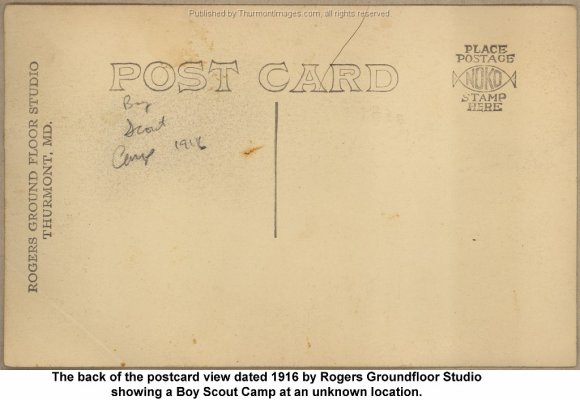 Published by Thurmontimages.com, all rights reserved
POST CARD
PLACE
POSTAGE
NOKO
STAMP
HERE
Boy
Scout
Camp 1916
ROGERS GROUND FLOOR STUDIO
THURMONT, MD.
The back of the postcard view dated 1916 by Rogers Groundfloor Studio
showing a Boy Scout Camp at an unknown location.